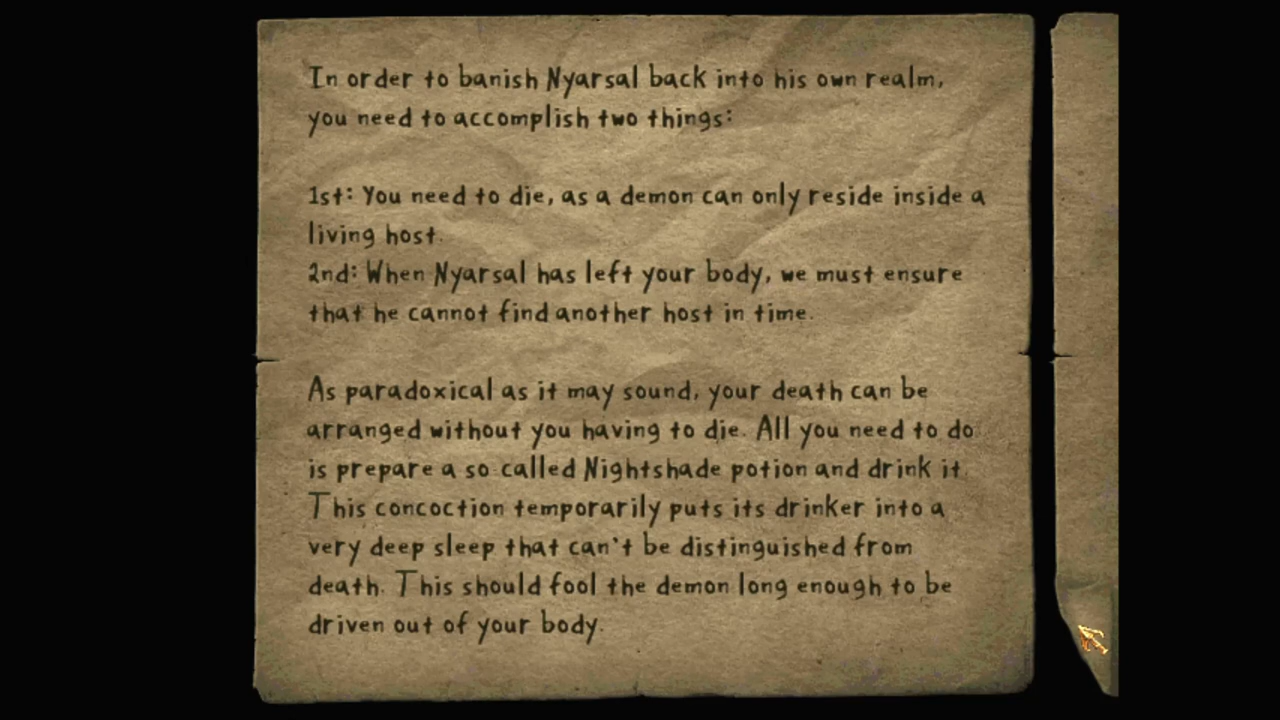 In order to banish Nyarsal back into his own realm,
you need to accomplish two things:
1st: You need to die, as a demon can only reside inside a
living host.
2nd: When Nyarsal has left your body, we must ensure
that he cannot find another host in time.
As paradoxical as it may sound, your death can be
arranged without you having to die. All you need to do
is prepare a so called Nightshade potion and drink it.
This concoction temporarily puts its drinker into a
very deep sleep that can't be distinguished from
death. This should fool the demon long enough to be
driven out of your body.